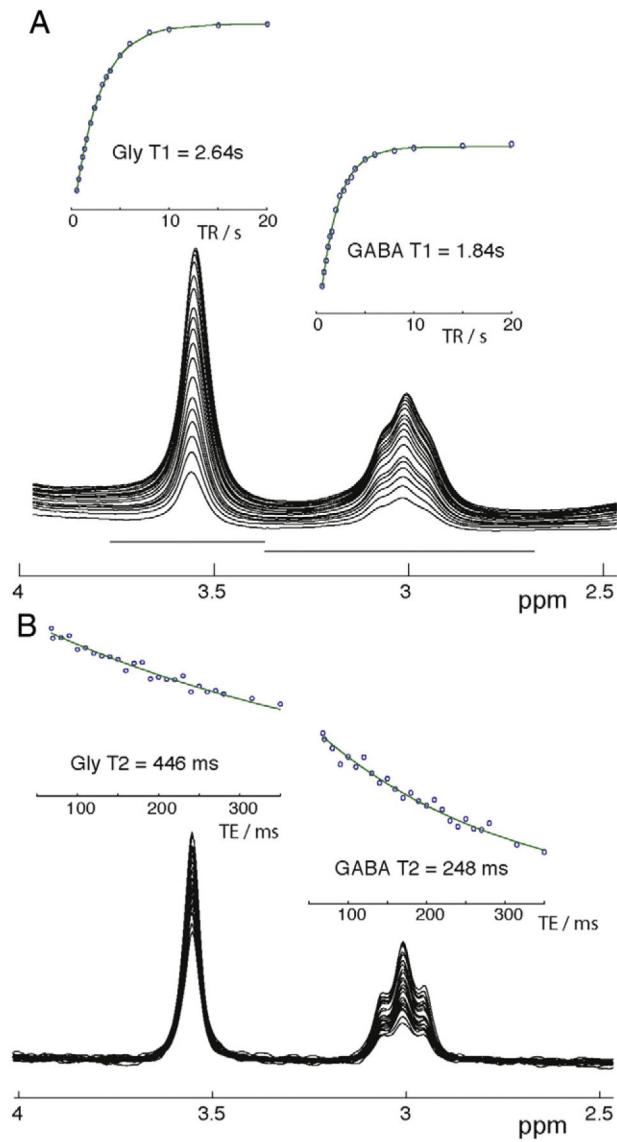 A
Gly T1 = 2.64s
0 10 20
TR / s
GABA T1 = 1.84s
0 10 20
TR / s
4 3.5 3 2.5
ppm
B
Gly T2 = 446 ms
100 200 300
TE / ms
GABA T2 = 248 ms
100 200 300
TE / ms
4 3.5 3 2.5
ppm